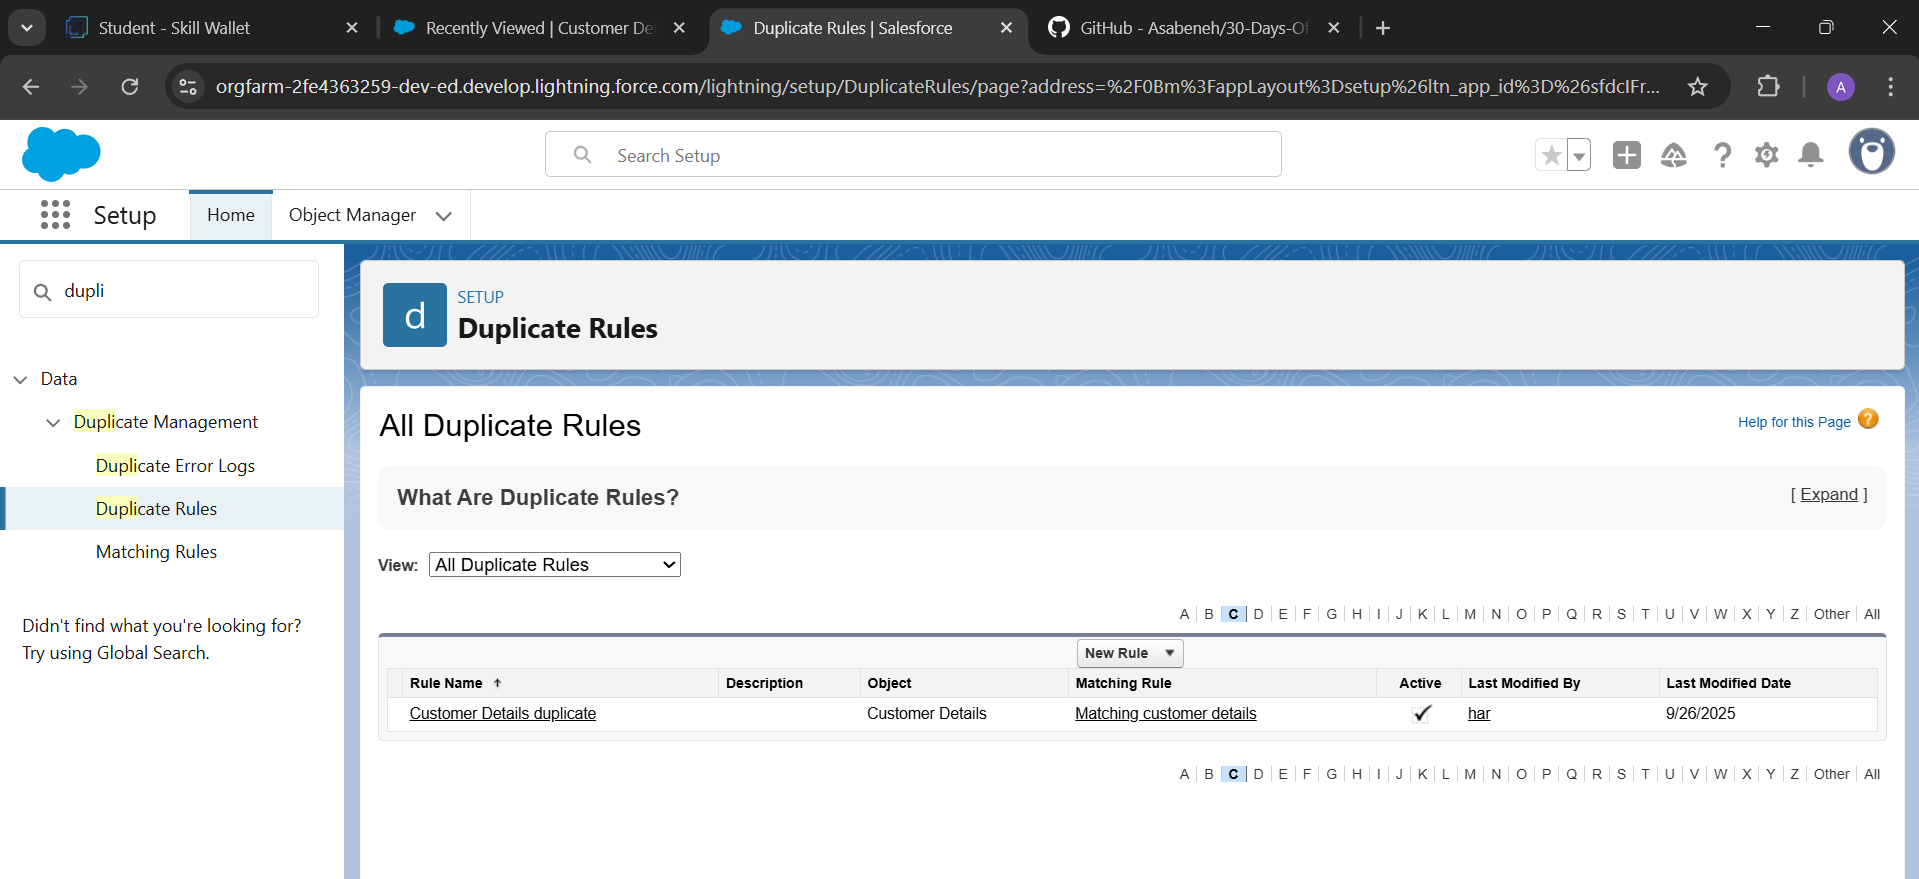 Student - Skill Wallet
Recently Viewed | Customer De
Duplicate Rules | Salesforce
GitHub - Asabeneh/30-Days-Of
orgfarm-2fe4363259-dev-ed.develop.lightning.force.com/lightning/setup/DuplicateRules/page?address=%2F0Bm%3FappLayout%3Dsetup%26ltn_app_id%3D%26sfdcIFr...
A
Search Setup
Setup
Home
Object Manager
dupli
Data
Duplicate Management
Duplicate Error Logs
Duplicate Rules
Matching Rules
Didn't find what you're looking for?
Try using Global Search.
d
SETUP
Duplicate Rules
All Duplicate Rules
Help for this Page ?
What Are Duplicate Rules?
[ Expand ]
View: All Duplicate Rules
A | B | C | D | E | F | G | H | I | J | K | L | M | N | O | P | Q | R | S | T | U | V | W | X | Y | Z | Other | All
New Rule
Rule Name ↑ Description Object Matching Rule Active Last Modified By Last Modified Date
Customer Details duplicate Customer Details Matching customer details ✓ har 9/26/2025
A | B | C | D | E | F | G | H | I | J | K | L | M | N | O | P | Q | R | S | T | U | V | W | X | Y | Z | Other | All